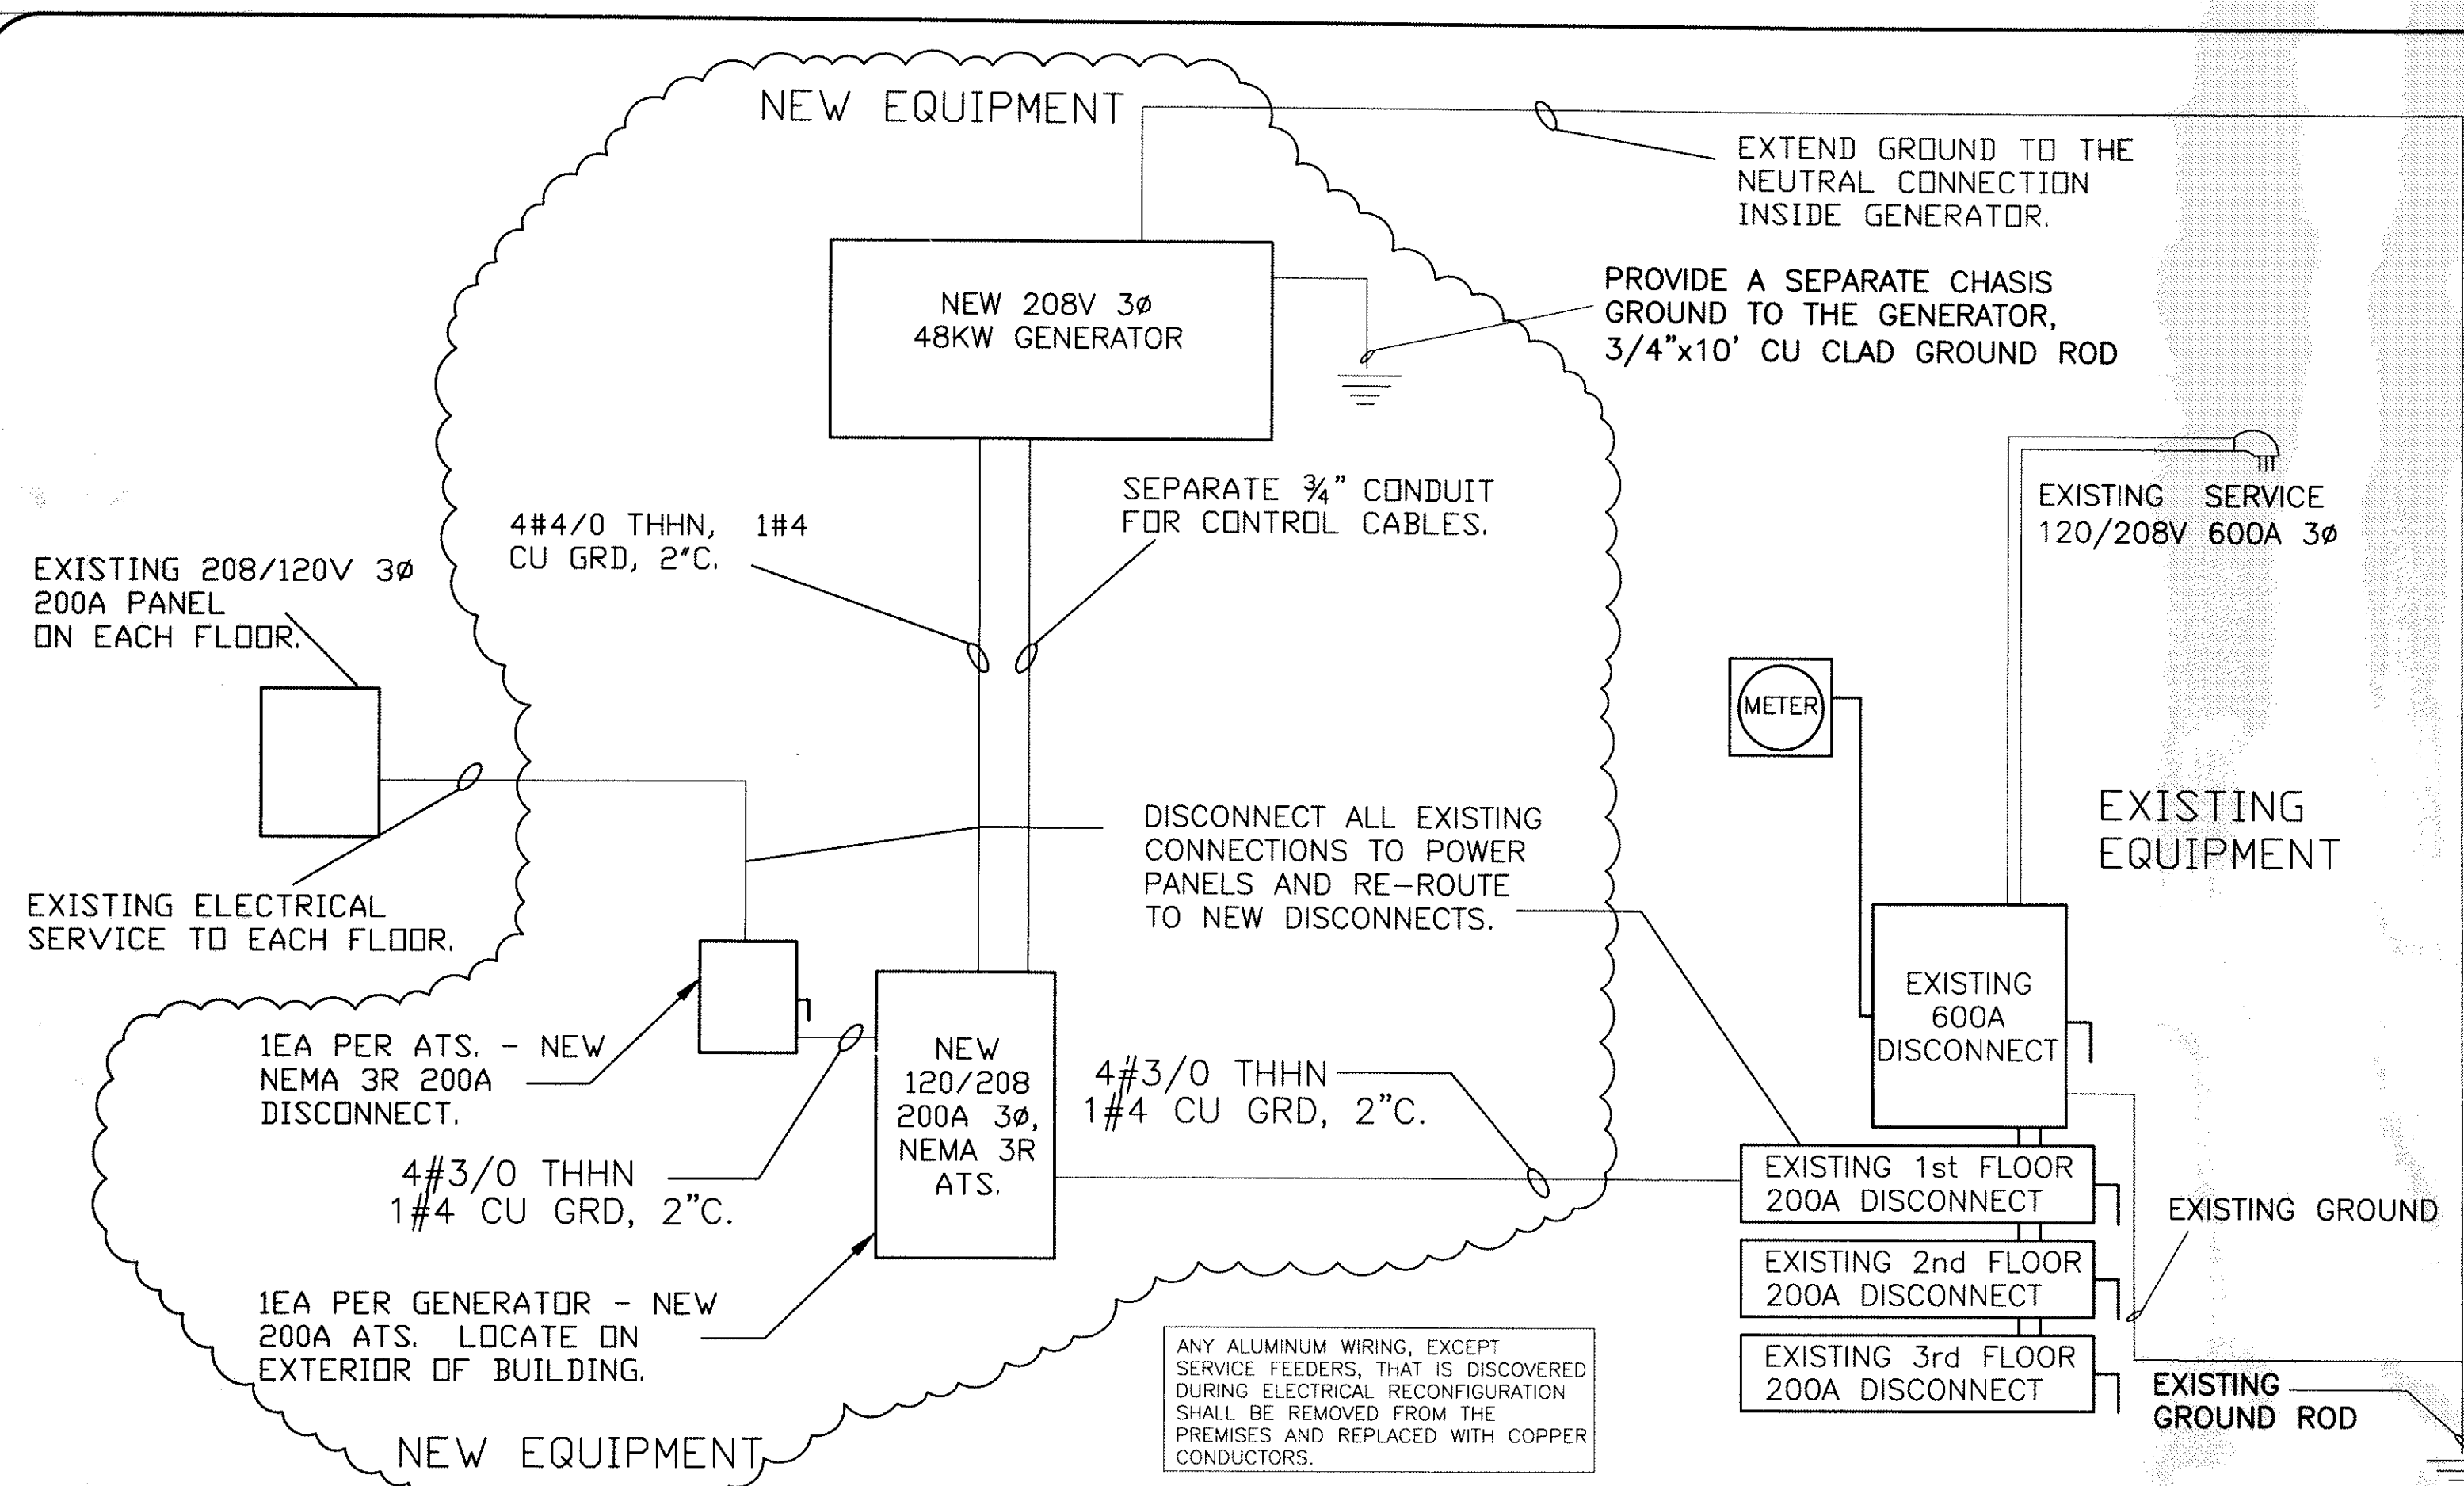 NEW EQUIPMENT
EXTEND GROUND TO THE
NEUTRAL CONNECTION
INSIDE GENERATOR.
NEW 208V 3ø
48KW GENERATOR
PROVIDE A SEPARATE CHASIS
GROUND TO THE GENERATOR,
3/4"x10' CU CLAD GROUND ROD
EXISTING SERVICE
120/208V 600A 3ø
SEPARATE ¾" CONDUIT
FOR CONTROL CABLES.
4#4/0 THHN, 1#4
CU GRD, 2"C.
EXISTING 208/120V 3ø
200A PANEL
ON EACH FLOOR.
METER
EXISTING
EQUIPMENT
DISCONNECT ALL EXISTING
CONNECTIONS TO POWER
PANELS AND RE-ROUTE
TO NEW DISCONNECTS.
EXISTING ELECTRICAL
SERVICE TO EACH FLOOR.
EXISTING
600A
DISCONNECT
1EA PER ATS. - NEW
NEMA 3R 200A
DISCONNECT.
NEW
120/208
200A 3ø,
NEMA 3R
ATS.
4#3/0 THHN
1#4 CU GRD, 2"C.
4#3/0 THHN
1#4 CU GRD, 2"C.
EXISTING 1st FLOOR
200A DISCONNECT
EXISTING GROUND
EXISTING 2nd FLOOR
200A DISCONNECT
1EA PER GENERATOR - NEW
200A ATS. LOCATE ON
EXTERIOR OF BUILDING.
EXISTING 3rd FLOOR
200A DISCONNECT
EXISTING
GROUND ROD
ANY ALUMINUM WIRING, EXCEPT
SERVICE FEEDERS, THAT IS DISCOVERED
DURING ELECTRICAL RECONFIGURATION
SHALL BE REMOVED FROM THE
PREMISES AND REPLACED WITH COPPER
CONDUCTORS.
NEW EQUIPMENT